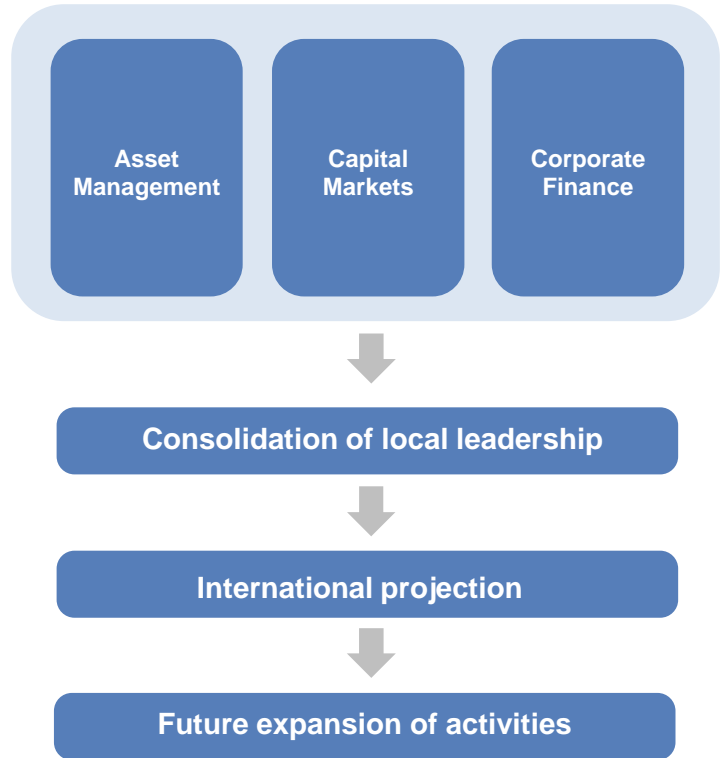 Asset
Management
Capital
Markets
Corporate
Finance
Consolidation of local leadership
International projection
Future expansion of activities